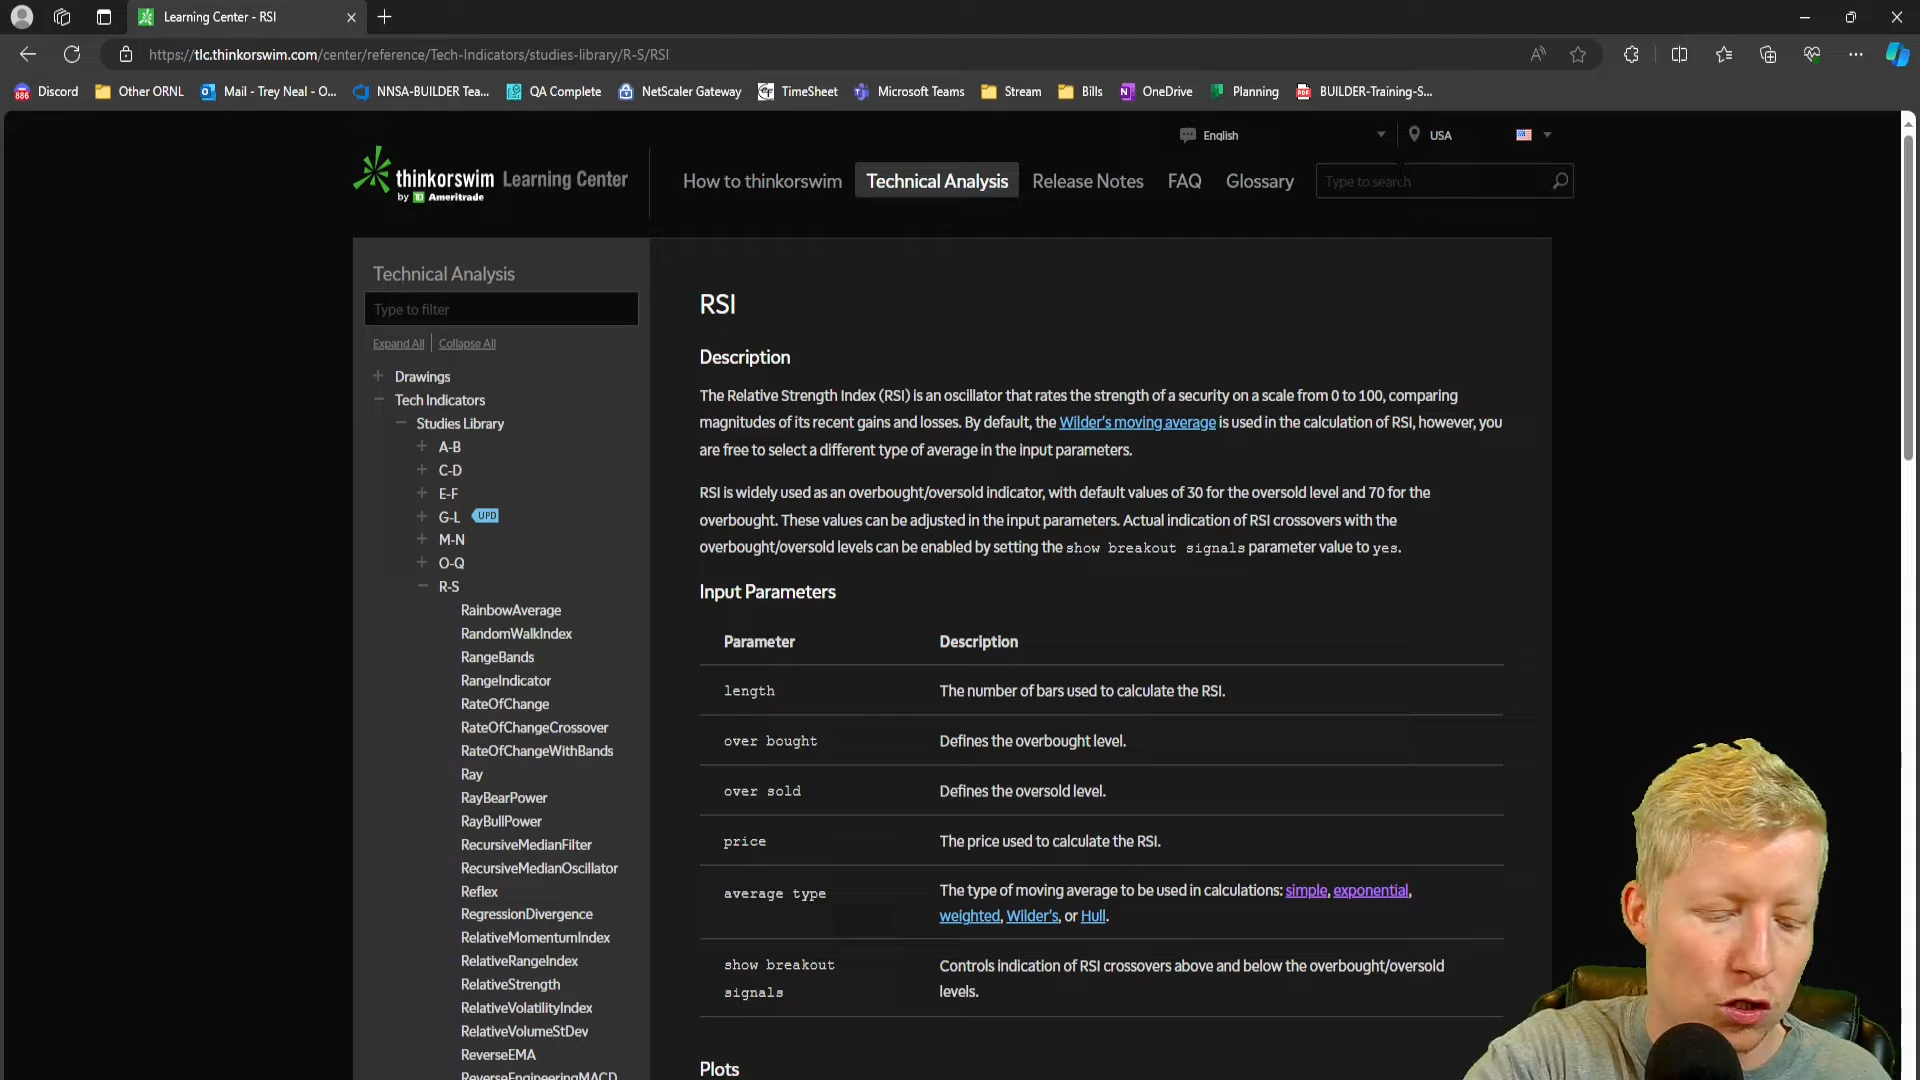 Learning Center - RSI
https://tlc.thinkorswim.com/center/reference/Tech-Indicators/studies-library/R-S/RSI
Discord
Other ORNL
Mail - Trey Neal - O...
NNSA-BUILDER Tea...
QA Complete
NetScaler Gateway
TimeSheet
Microsoft Teams
Stream
Bills
OneDrive
Planning
BUILDER-Training-S...
English
USA
thinkorswim Learning Center
by Ameritrade
How to thinkorswim
Technical Analysis
Release Notes
FAQ
Glossary
Type to search
Technical Analysis
Type to filter
Expand All
Collapse All
Drawings
Tech Indicators
Studies Library
A-B
C-D
E-F
G-L UPD
M-N
O-Q
R-S
RainbowAverage
RandomWalkIndex
RangeBands
RangeIndicator
RateOfChange
RateOfChangeCrossover
RateOfChangeWithBands
Ray
RayBearPower
RayBullPower
RecursiveMedianFilter
RecursiveMedianOscillator
Reflex
RegressionDivergence
RelativeMomentumIndex
RelativeRangeIndex
RelativeStrength
RelativeVolatilityIndex
RelativeVolumeStDev
ReverseEMA
ReverseEngineeringMACD
RSI
Description
The Relative Strength Index (RSI) is an oscillator that rates the strength of a security on a scale from 0 to 100, comparing
magnitudes of its recent gains and losses. By default, the Wilder's moving average is used in the calculation of RSI, however, you
are free to select a different type of average in the input parameters.
RSI is widely used as an overbought/oversold indicator, with default values of 30 for the oversold level and 70 for the
overbought. These values can be adjusted in the input parameters. Actual indication of RSI crossovers with the
overbought/oversold levels can be enabled by setting the show breakout signals parameter value to yes.
Input Parameters
Parameter Description
length The number of bars used to calculate the RSI.
over bought Defines the overbought level.
over sold Defines the oversold level.
price The price used to calculate the RSI.
average type The type of moving average to be used in calculations: simple, exponential,
weighted, Wilder's, or Hull.
show breakout Controls indication of RSI crossovers above and below the overbought/oversold
signals levels.
Plots